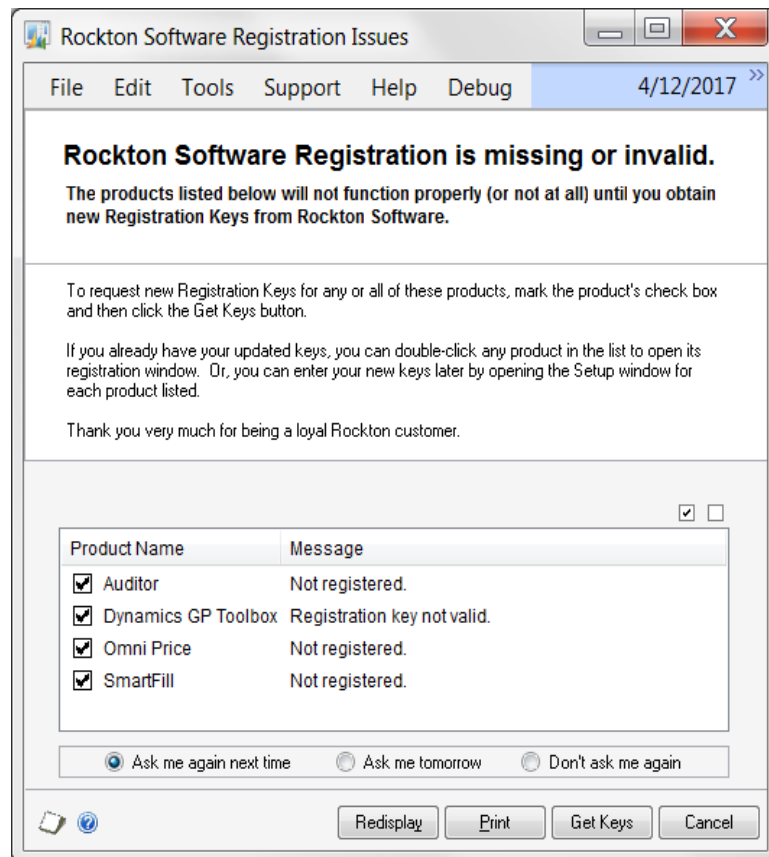 Rockton Software Registration Issues
File Edit Tools Support Help Debug 4/12/2017 »
Rockton Software Registration is missing or invalid.
The products listed below will not function properly (or not at all) until you obtain
new Registration Keys from Rockton Software.
To request new Registration Keys for any or all of these products, mark the product's check box
and then click the Get Keys button.
If you already have your updated keys, you can double-click any product in the list to open its
registration window. Or, you can enter your new keys later by opening the Setup window for
each product listed.
Thank you very much for being a loyal Rockton customer.
Product Name Message
Auditor Not registered.
Dynamics GP Toolbox Registration key not valid.
Omni Price Not registered.
SmartFill Not registered.
Ask me again next time Ask me tomorrow Don't ask me again
Redisplay Print Get Keys Cancel